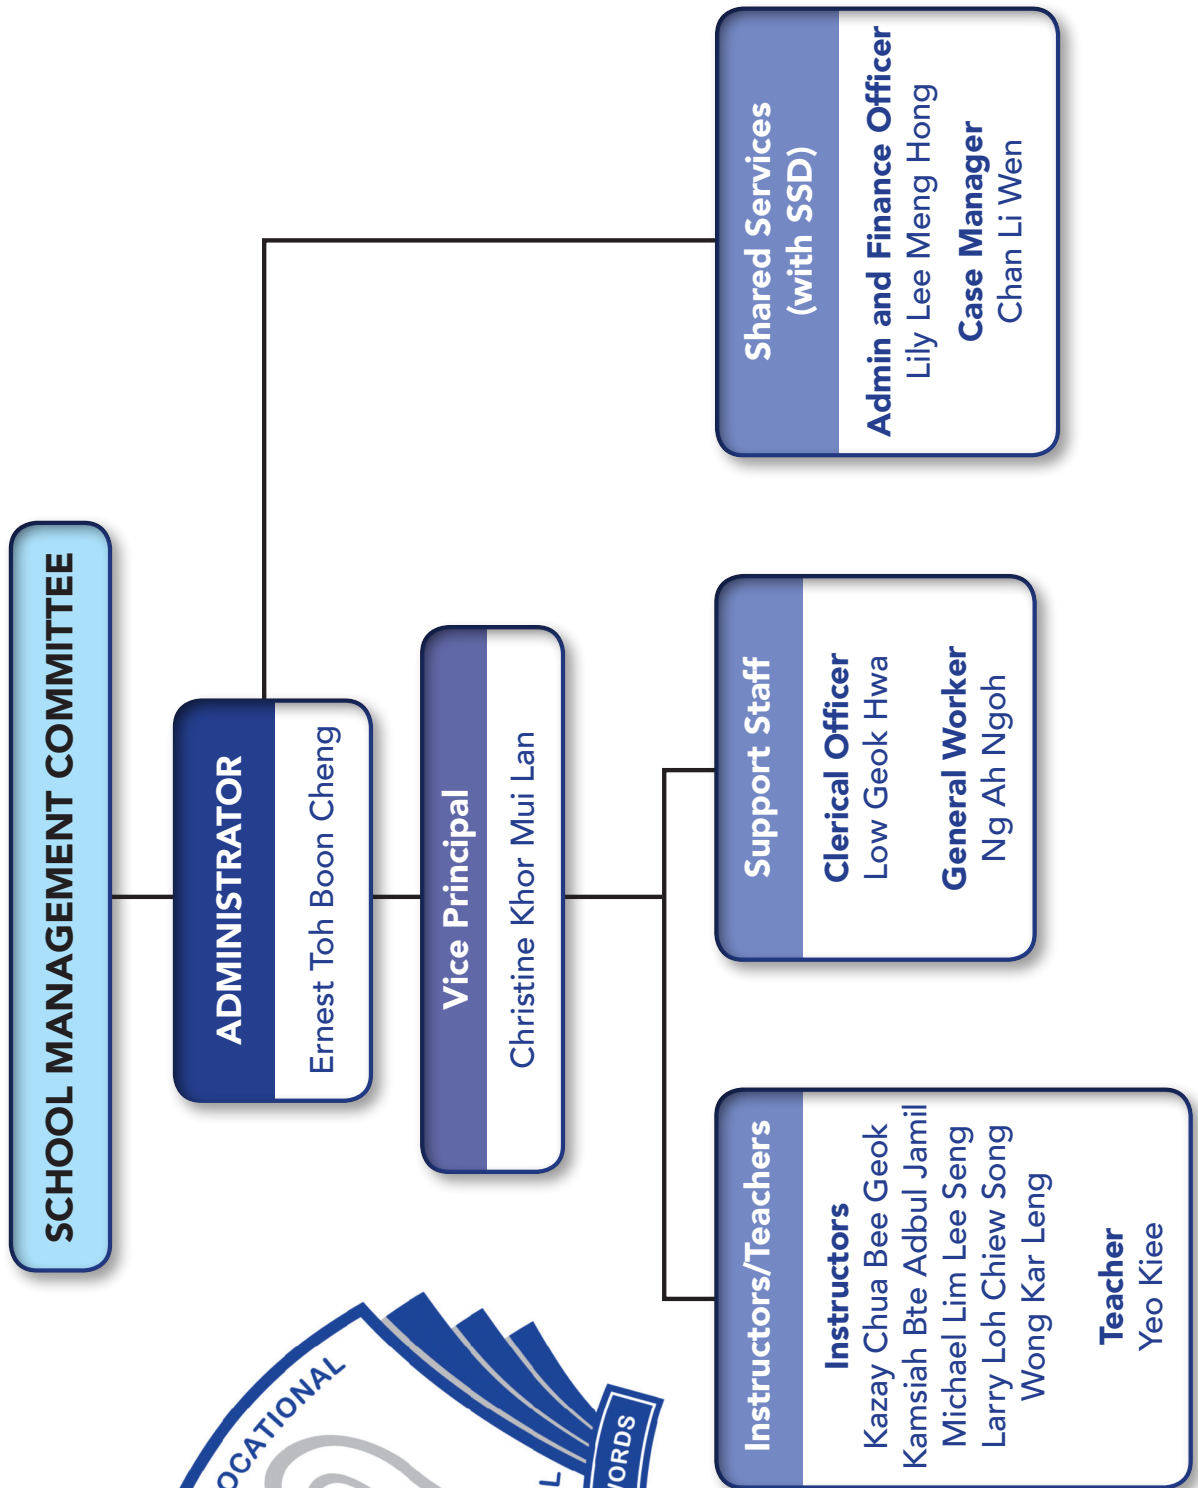 SCHOOL MANAGEMENT COMMITTEE
ADMINISTRATOR
Ernest Toh Boon Cheng
Vice Principal
Christine Khor Mui Lan
Instructors/Teachers
Instructors
Kazay Chua Bee Geok
Kamsiah Bte Adbul Jamil
Michael Lim Lee Seng
Larry Loh Chiew Song
Wong Kar Leng
Teacher
Yeo Kiee
Support Staff
Clerical Officer
Low Geok Hwa
General Worker
Ng Ah Ngoh
Shared Services
(with SSD)
Admin and Finance Officer
Lily Lee Meng Hong
Case Manager
Chan Li Wen